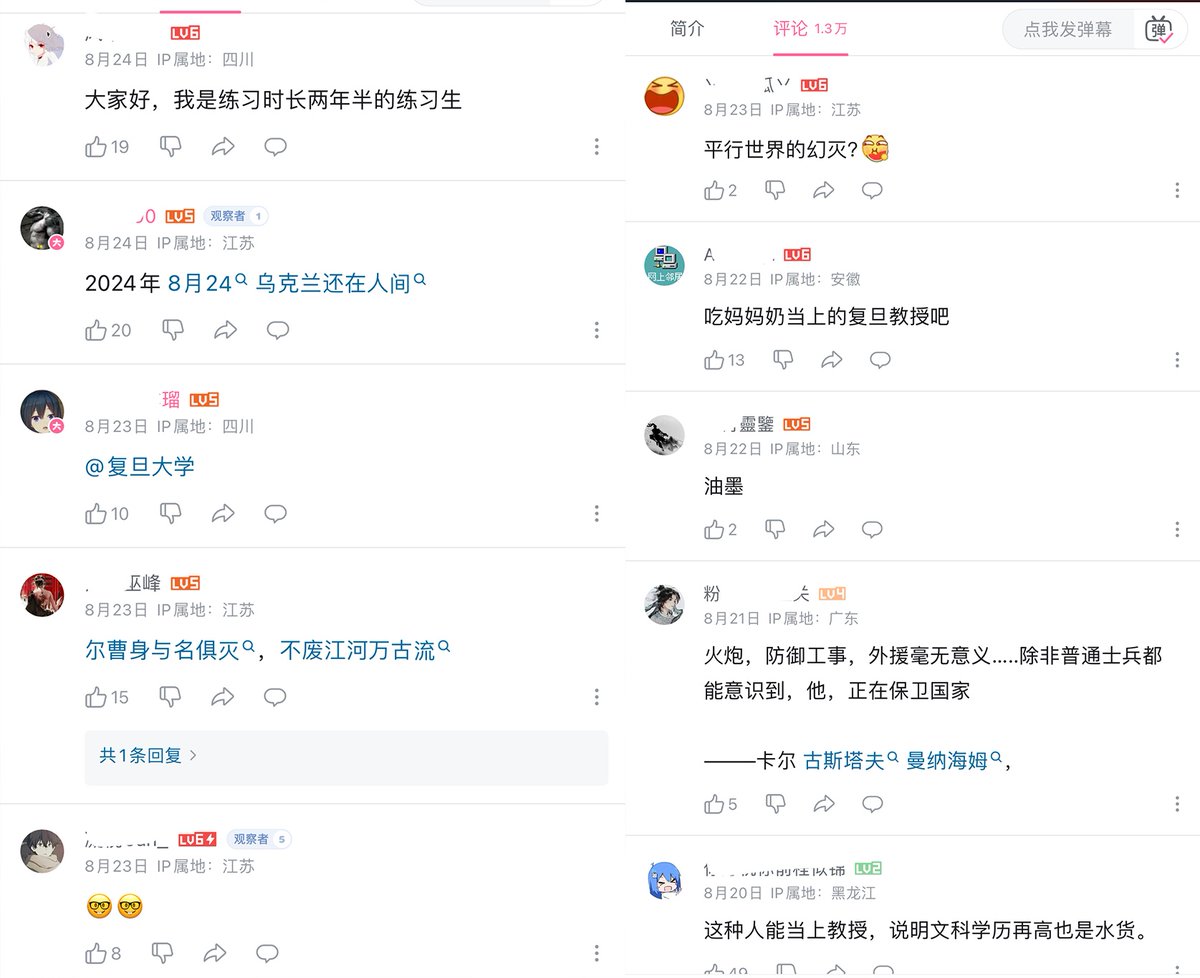 LV6
8月24日 IP属地：四川
大家好，我是练习时长两年半的练习生
19
0 LV5 观察者 1
大
8月24日 IP属地：江苏
2024年 8月24 乌克兰还在人间
20
瑠 LV5
大
8月23日 IP属地：四川
@复旦大学
10
巫峰 LV5
8月23日 IP属地：江苏
尔曹身与名俱灭，不废江河万古流
15
共1条回复 >
LV6 观察者 5
8月23日 IP属地：江苏
8
简介 评论 1.3万 点我发弹幕 弹
LV6
8月23日 IP属地：江苏
平行世界的幻灭?
2
A LV6
网上邻居
8月22日 IP属地：安徽
吃妈妈奶当上的复旦教授吧
13
靈鑒 LV5
8月22日 IP属地：山东
油墨
2
粉 LV4
8月21日 IP属地：广东
火炮，防御工事，外援毫无意义.....除非普通士兵都
能意识到，他，正在保卫国家
———卡尔 古斯塔夫 曼纳海姆，
5
LV2
8月20日 IP属地：黑龙江
这种人能当上教授，说明文科学历再高也是水货。
49